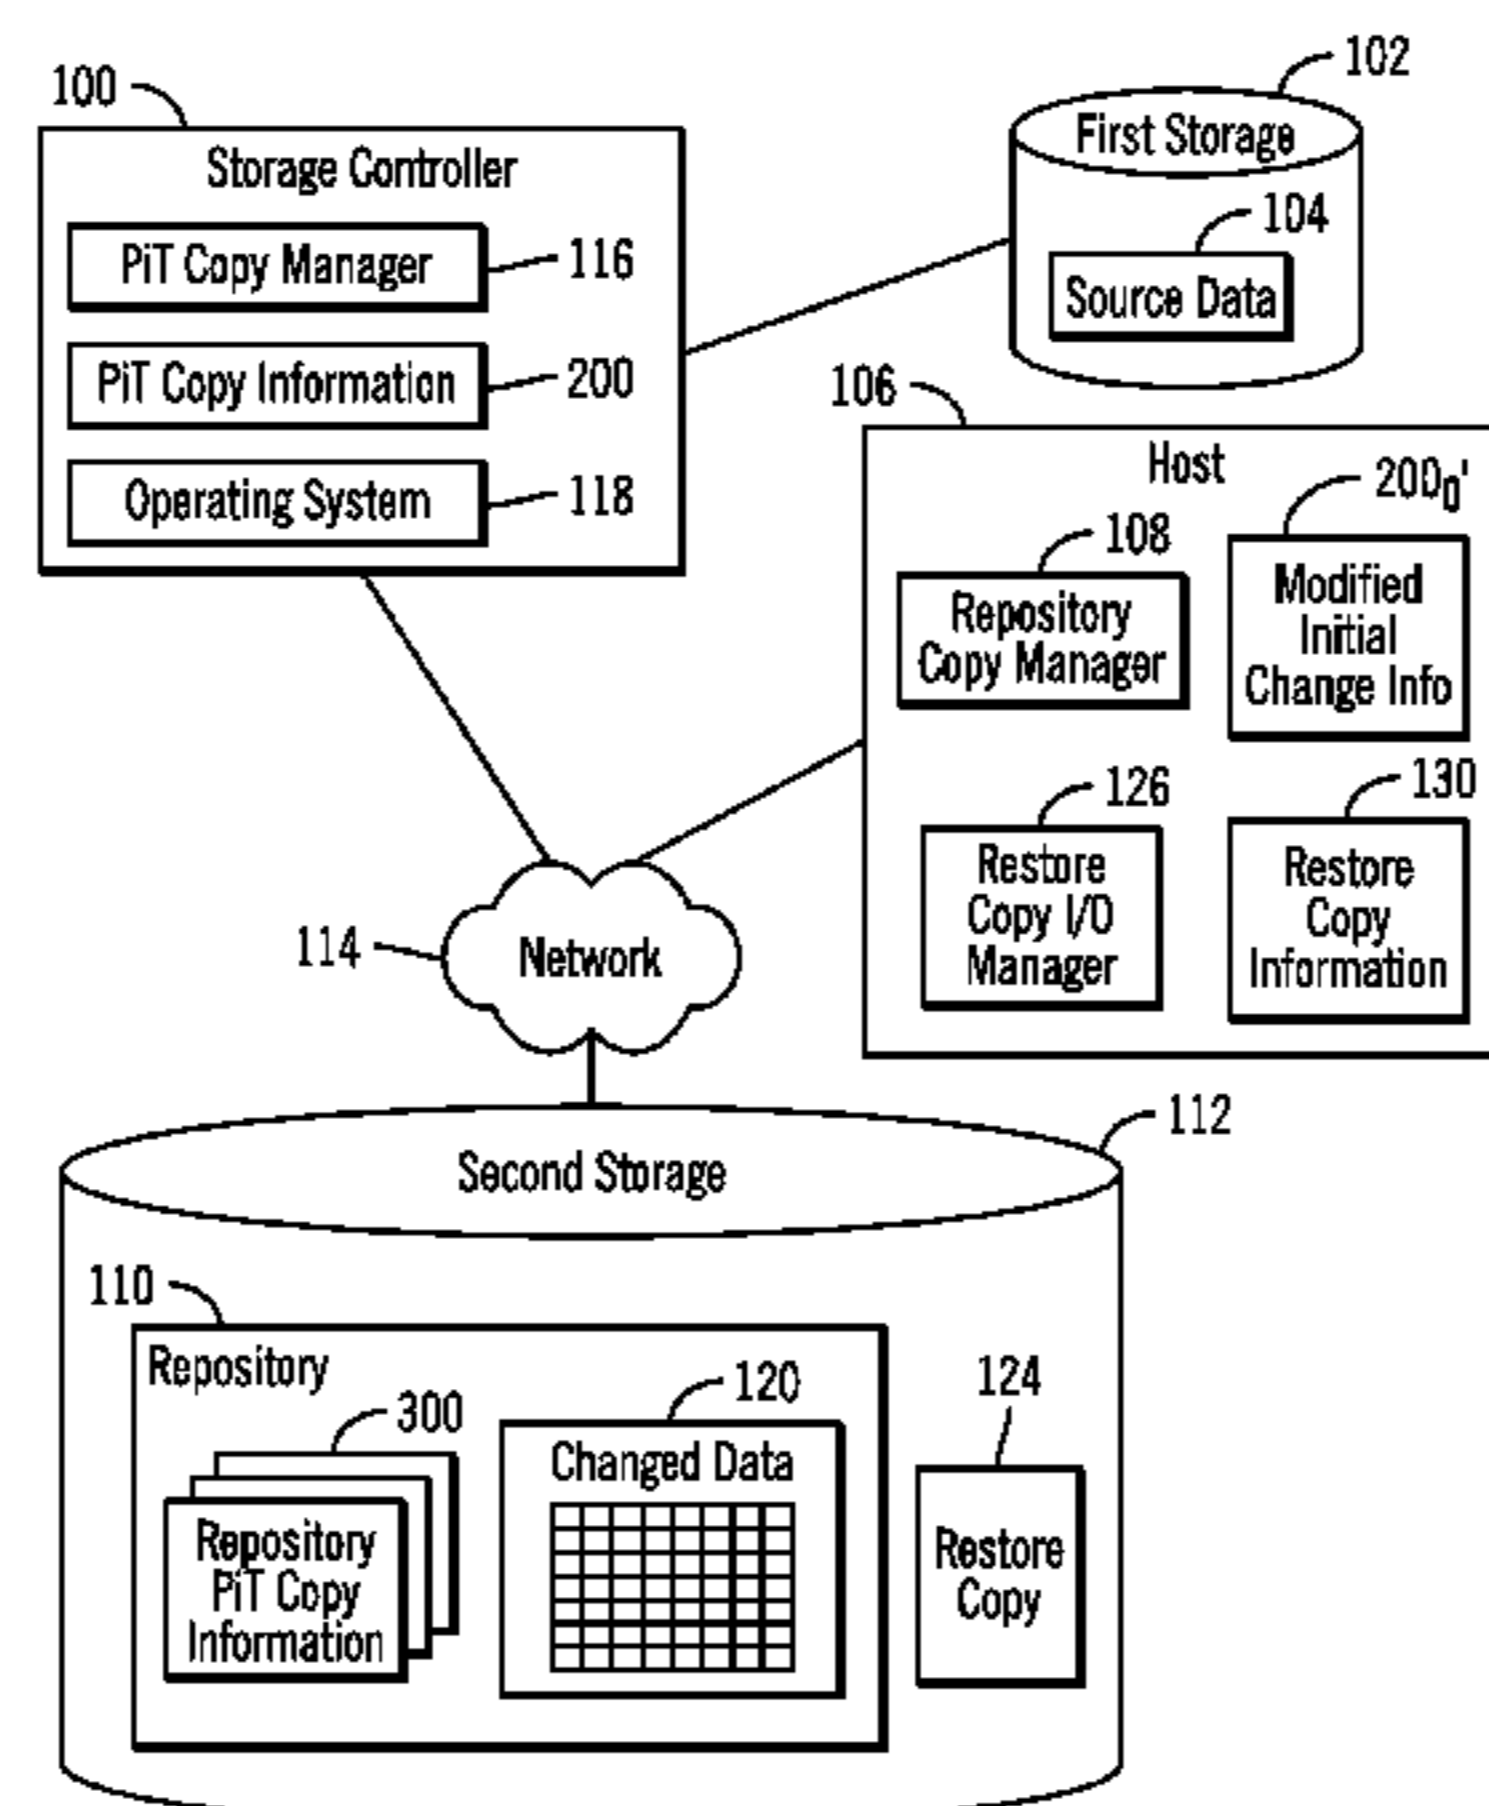 100
Storage Controller
PiT Copy Manager
116
PiT Copy Information
200
Operating System
118
102
First Storage
104
Source Data
106
Host
108
Repository
Copy Manager
200₀'
Modified
Initial
Change Info
126
Restore
Copy I/O
Manager
130
Restore
Copy
Information
114
Network
112
Second Storage
110
Repository
300
Repository
PiT Copy
Information
120
Changed Data
124
Restore
Copy